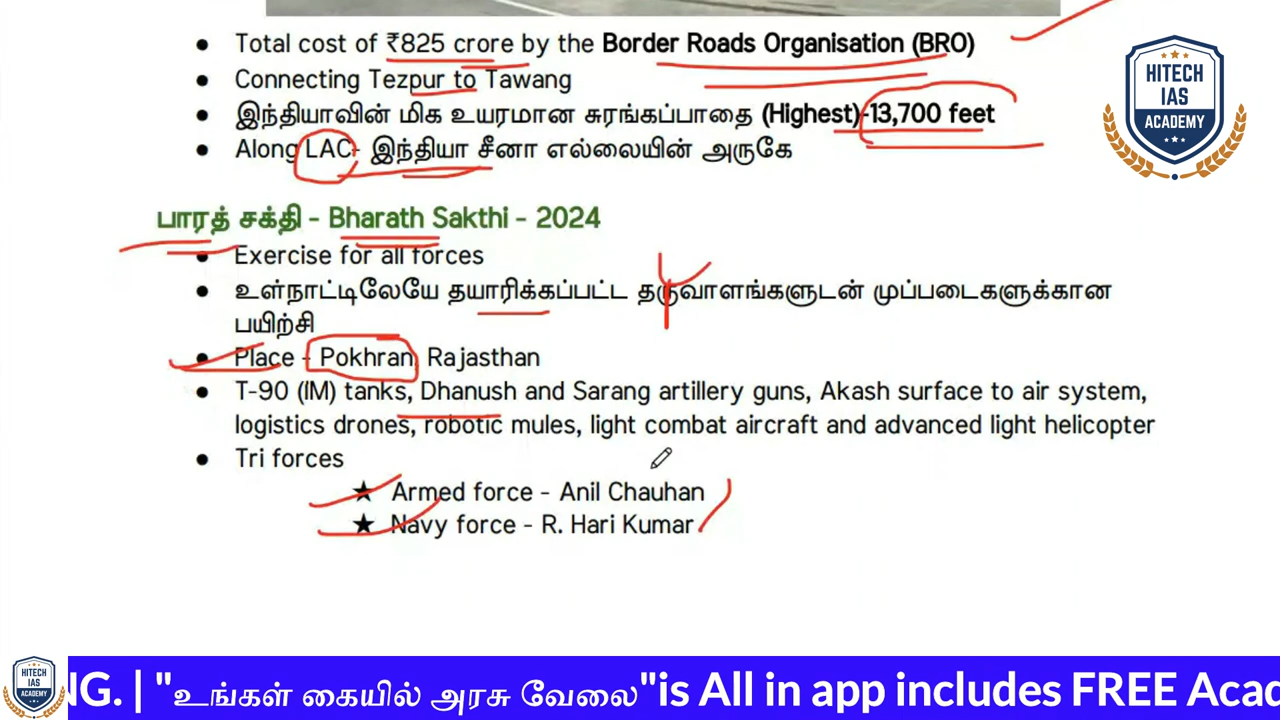 ● Total cost of ₹825 crore by the Border Roads Organisation (BRO)
● Connecting Tezpur to Tawang
● இந்தியாவின் மிக உயரமான சுரங்கப்பாதை (Highest)-13,700 feet
● Along LAC- இந்தியா சீனா எல்லையின் அருகே
HITECH
IAS
ACADEMY
பாரத் சக்தி - Bharath Sakthi - 2024
● Exercise for all forces
● உள்நாட்டிலேயே தயாரிக்கப்பட்ட தருவாளங்களுடன் முப்படைகளுக்கான
பயிற்சி
● Place - Pokhran, Rajasthan
● T-90 (IM) tanks, Dhanush and Sarang artillery guns, Akash surface to air system,
logistics drones, robotic mules, light combat aircraft and advanced light helicopter
● Tri forces
★ Armed force - Anil Chauhan
★ Navy force - R. Hari Kumar
HITECH
IAS
ACADEMY
NG. | "உங்கள் கையில் அரசு வேலை"is All in app includes FREE Acad